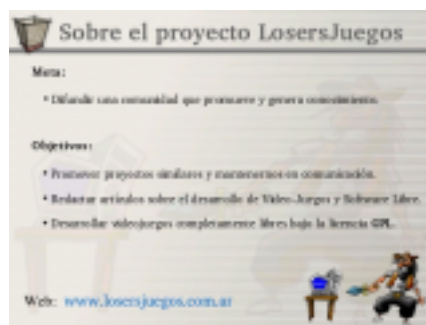 Sobre el proyecto LosersJuegos
Meta:
• Difundir una comunidad que promueve y genera conocimiento.
Objetivos:
• Promover proyectos similares y mantenernos en comunicación.
• Redactar artículos sobre el desarrollo de Video-Juegos y Software Libre.
• Desarrollar videojuegos completamente libres bajo la licencia GPL.
Web: www.losersjuegos.com.ar